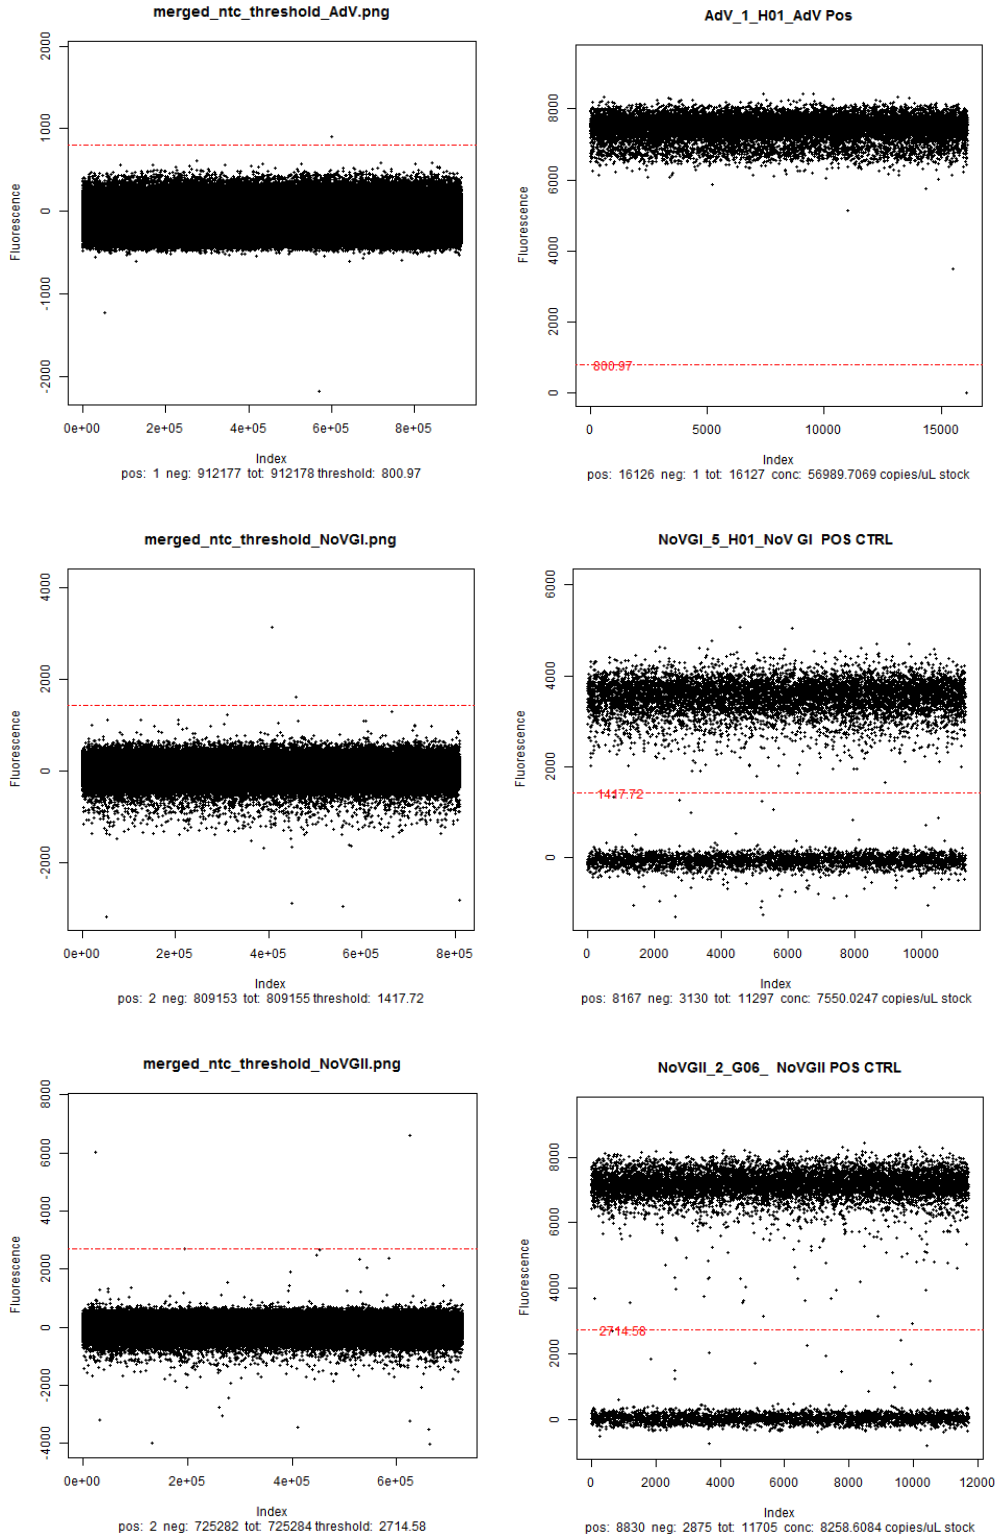 merged_ntc_threshold_AdV.png
2000
1000
0
-1000
-2000
Fluorescence
0e+00 2e+05 4e+05 6e+05 8e+05
Index
pos: 1 neg: 912177 tot: 912178 threshold: 800.97
AdV_1_H01_AdV Pos
8000
6000
4000
2000
0
Fluorescence
800.97
0 5000 10000 15000
Index
pos: 16126 neg: 1 tot: 16127 conc: 56989.7069 copies/uL stock
merged_ntc_threshold_NoVGI.png
4000
2000
0
-2000
Fluorescence
0e+00 2e+05 4e+05 6e+05 8e+05
Index
pos: 2 neg: 809153 tot: 809155 threshold: 1417.72
NoVGI_5_H01_NoV GI POS CTRL
6000
4000
2000
0
Fluorescence
1417.72
0 2000 4000 6000 8000 10000
Index
pos: 8167 neg: 3130 tot: 11297 conc: 7550.0247 copies/uL stock
merged_ntc_threshold_NoVGII.png
8000
6000
4000
2000
0
-2000
-4000
Fluorescence
0e+00 2e+05 4e+05 6e+05
Index
pos: 2 neg: 725282 tot: 725284 threshold: 2714.58
NoVGII_2_G06_ NoVGII POS CTRL
8000
6000
4000
2000
0
Fluorescence
2714.58
0 2000 4000 6000 8000 10000 12000
Index
pos: 8830 neg: 2875 tot: 11705 conc: 8258.6084 copies/uL stock